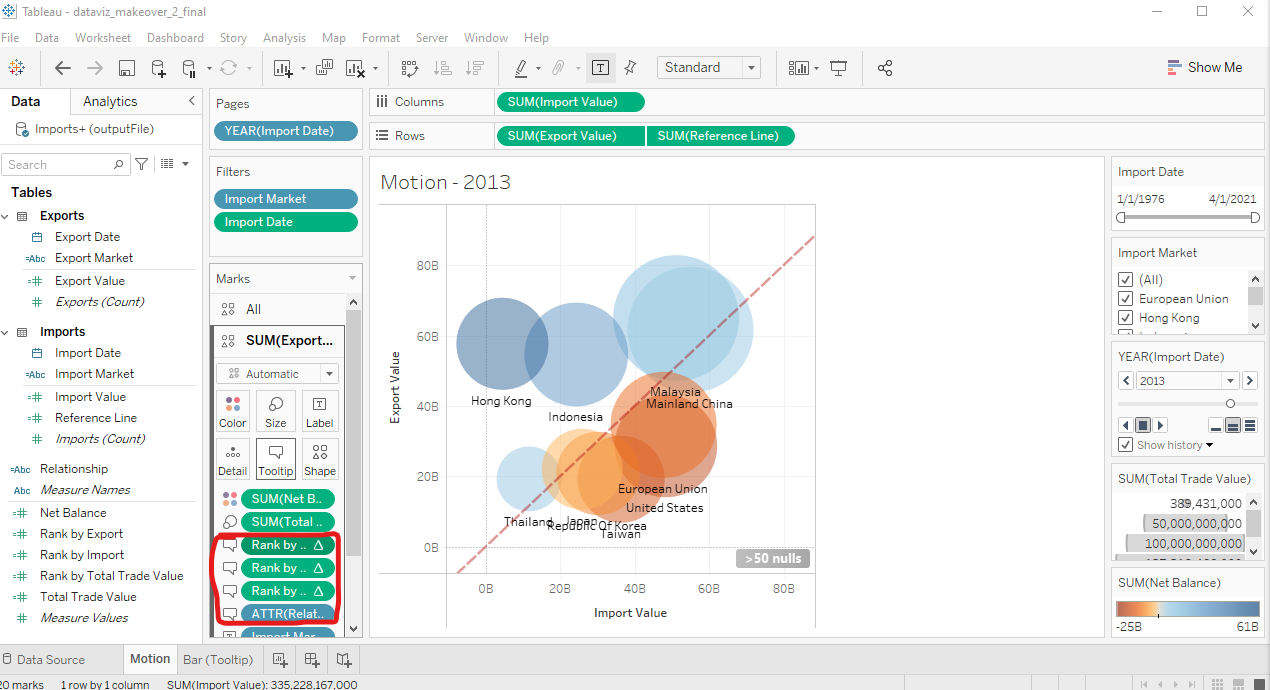 Tableau - dataviz_makeover_2_final
File Data Worksheet Dashboard Story Analysis Map Format Server Window Help
Standard
Show Me
Data Analytics
Imports+ (outputFile)
Search
Tables
Exports
Export Date
Abc Export Market
Export Value
Exports (Count)
Imports
Import Date
Abc Import Market
Import Value
Reference Line
Imports (Count)
Abc Relationship
Abc Measure Names
Net Balance
Rank by Export
Rank by Import
Rank by Total Trade Value
Total Trade Value
Measure Values
Pages
YEAR(Import Date)
Filters
Import Market
Import Date
Marks
All
SUM(Export...
Automatic
Color Size Label
Detail Tooltip Shape
SUM(Net B..
SUM(Total ..
Rank by .. Δ
Rank by .. Δ
Rank by .. Δ
ATTR(Relat..
Import Mar..
Columns SUM(Import Value)
Rows SUM(Export Value) SUM(Reference Line)
Motion - 2013
80B
60B
40B
20B
0B
Export Value
Hong Kong
Indonesia
Malaysia
Mainland China
European Union
United States
Thailand
Japan
Republic Of Korea
Taiwan
>50 nulls
0B 20B 40B 60B 80B
Import Value
Import Date
1/1/1976 4/1/2021
Import Market
(All)
European Union
Hong Kong
YEAR(Import Date)
2013
Show history
SUM(Total Trade Value)
389,431,000
50,000,000,000
100,000,000,000
SUM(Net Balance)
-25B 61B
Data Source Motion Bar (Tooltip)
20 marks 1 row by 1 column SUM(Import Value): 335,228,167,000